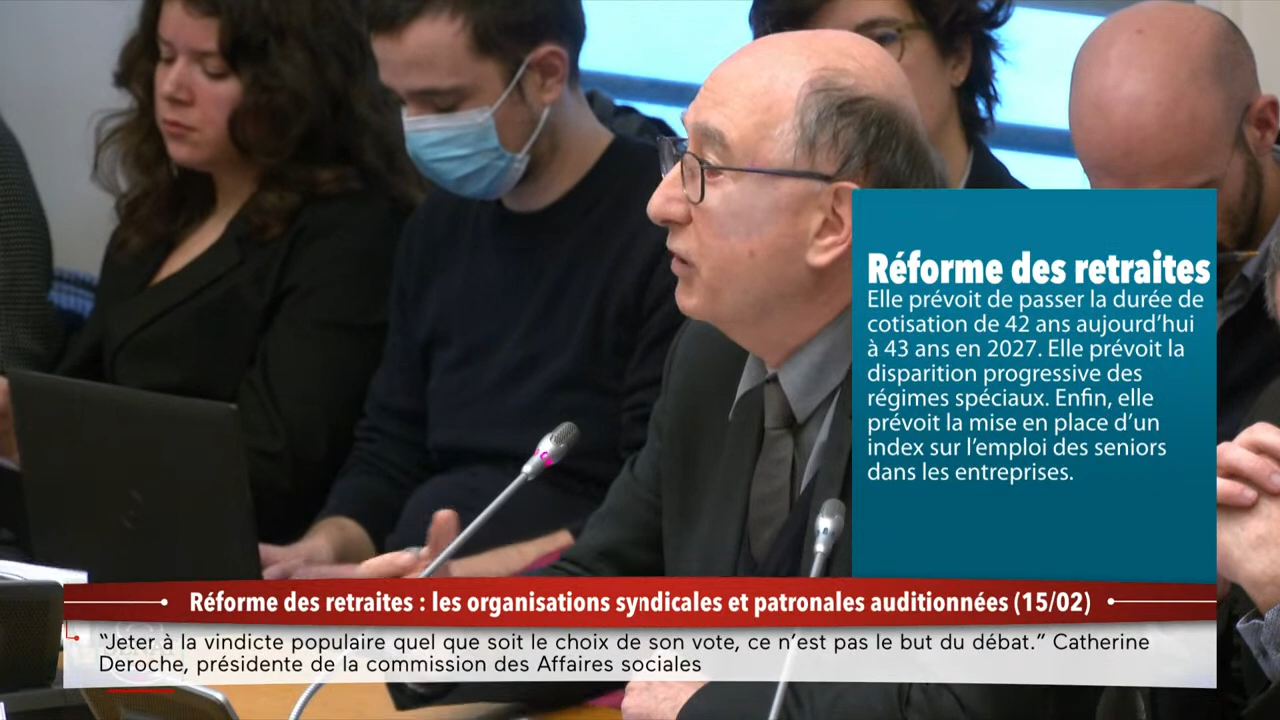 Réforme des retraites
Elle prévoit de passer la durée de
cotisation de 42 ans aujourd’hui
à 43 ans en 2027. Elle prévoit la
disparition progressive des
régimes spéciaux. Enfin, elle
prévoit la mise en place d’un
index sur l’emploi des seniors
dans les entreprises.
Réforme des retraites : les organisations syndicales et patronales auditionnées (15/02)
“Jeter à la vindicte populaire quel que soit le choix de son vote, ce n’est pas le but du débat.” Catherine
Deroche, présidente de la commission des Affaires sociales